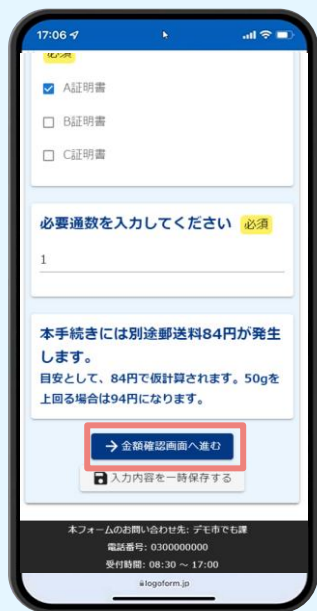 17:06
必須
A証明書
B証明書
C証明書
必要通数を入力してください 必須
1
本手続きには別途郵送料84円が発生
します。
目安として、84円で仮計算されます。50gを
上回る場合は94円になります。
→ 金額確認画面へ進む
入力内容を一時保存する
本フォームのお問い合わせ先: デモ市でも課
電話番号: 0300000000
受付時間: 08:30 ~ 17:00
logoform.jp